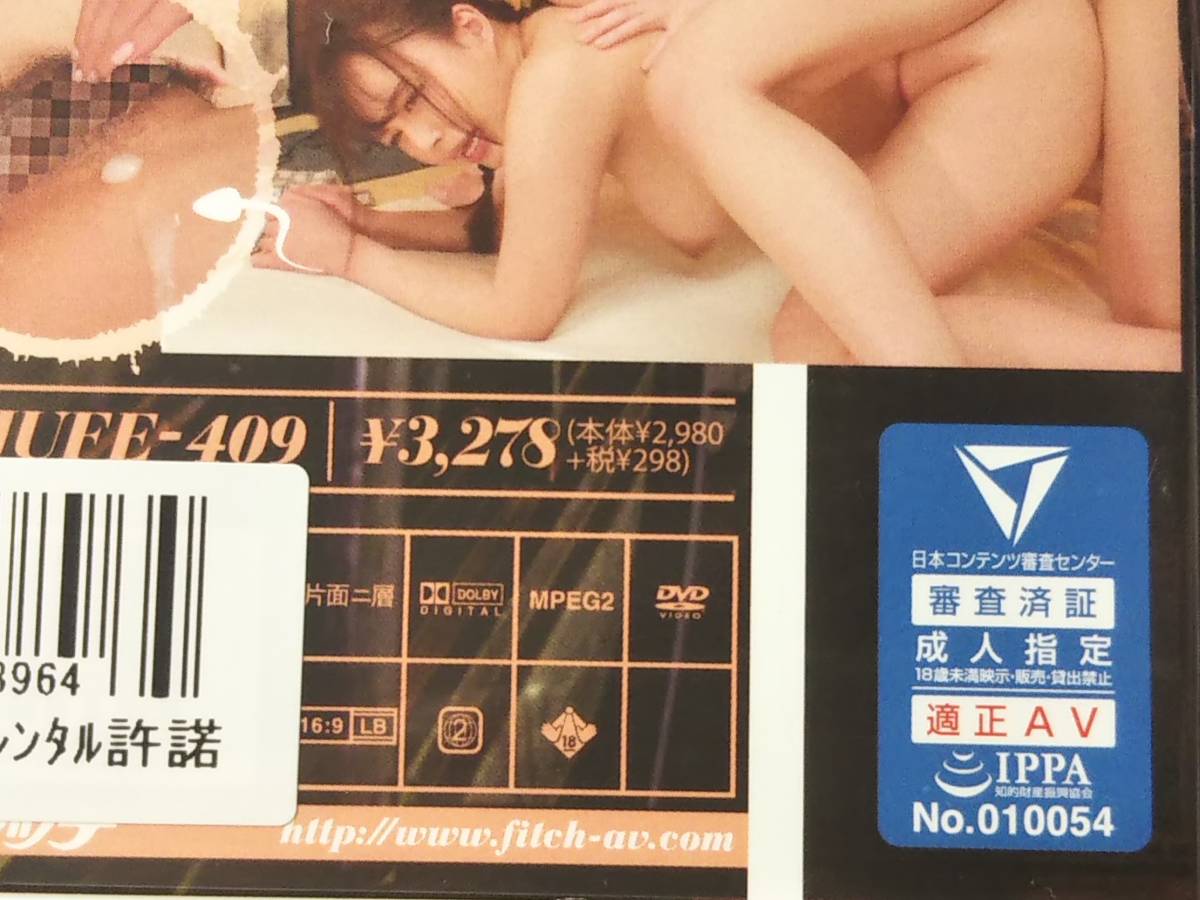 -409
¥3,278
(本体¥2,980
+税¥298)
8964
レンタル許諾
片面二層
DOLBY
DIGITAL
MPEG2
DVD
VIDEO
16:9 LB
2
18
http://www.fitch-av.com
日本コンテンツ審査センター
審査済証
成人指定
18歳未満映示・販売・貸出禁止
適正AV
IPPA
知的財産振興協会
No.010054